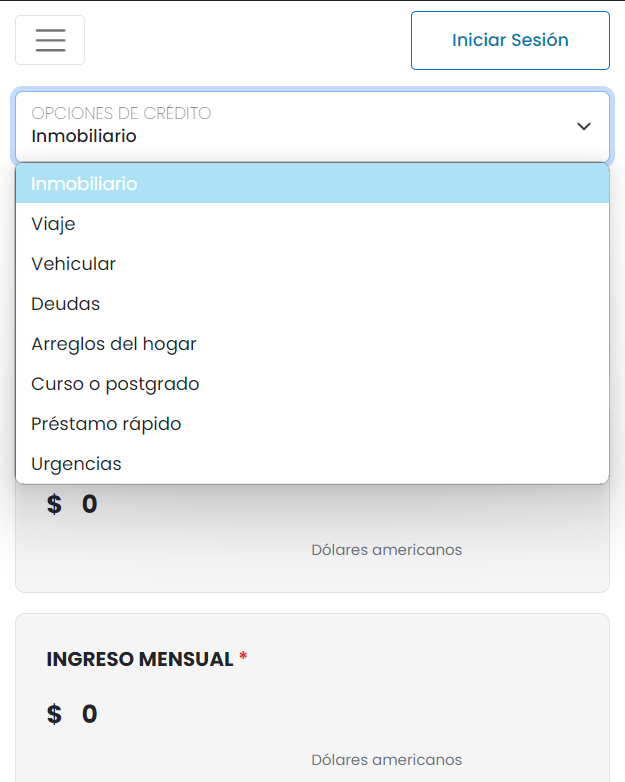 Iniciar Sesión
OPCIONES DE CRÉDITO
Inmobiliario
Inmobiliario
Viaje
Vehicular
Deudas
Arreglos del hogar
Curso o postgrado
Préstamo rápido
Urgencias
$ 0
Dólares americanos
INGRESO MENSUAL *
$ 0
Dólares americanos